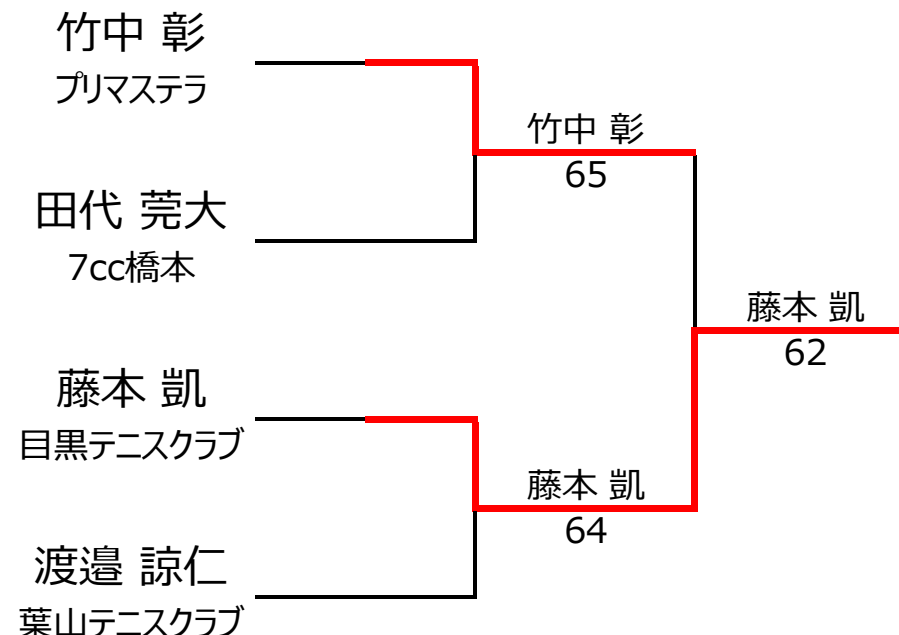 竹中 彰
プリマステラ
竹中 彰
65
田代 莞大
7cc橋本
藤本 凱
62
藤本 凱
目黒テニスクラブ
藤本 凱
64
渡邉 諒仁
葉山テニスクラブ